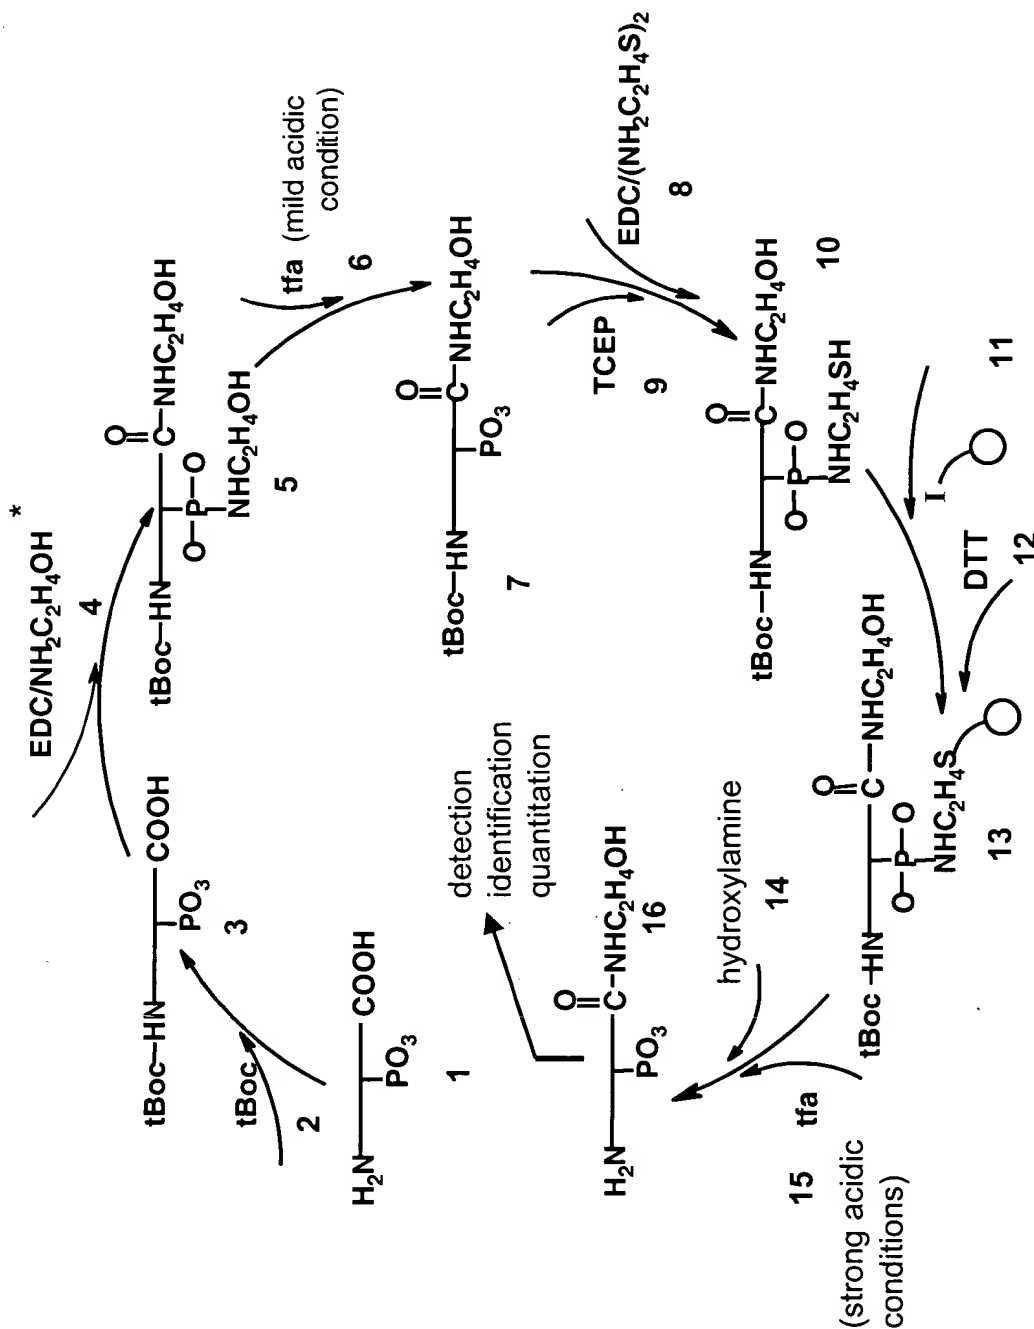 EDC/NH₂C₂H₄OH *
4
tBoc–HN
COOH
PO₃
3
tBoc
2
H₂N
COOH
PO₃
1
tBoc–HN
O
C–NHC₂H₄OH
O–P–O
NHC₂H₄OH
5
tfa (mild acidic
condition)
6
tBoc–HN
O
C–NHC₂H₄OH
PO₃
7
TCEP
9
EDC/(NH₂C₂H₄S)₂
8
tBoc–HN
O
C–NHC₂H₄OH
O–P–O
NHC₂H₄SH
10
I
11
DTT
12
tBoc–HN
O
C–NHC₂H₄OH
O–P–O
NHC₂H₄S
13
hydroxylamine
14
tfa
15
(strong acidic
conditions)
H₂N
O
C–NHC₂H₄OH
PO₃
16
detection
identification
quantitation